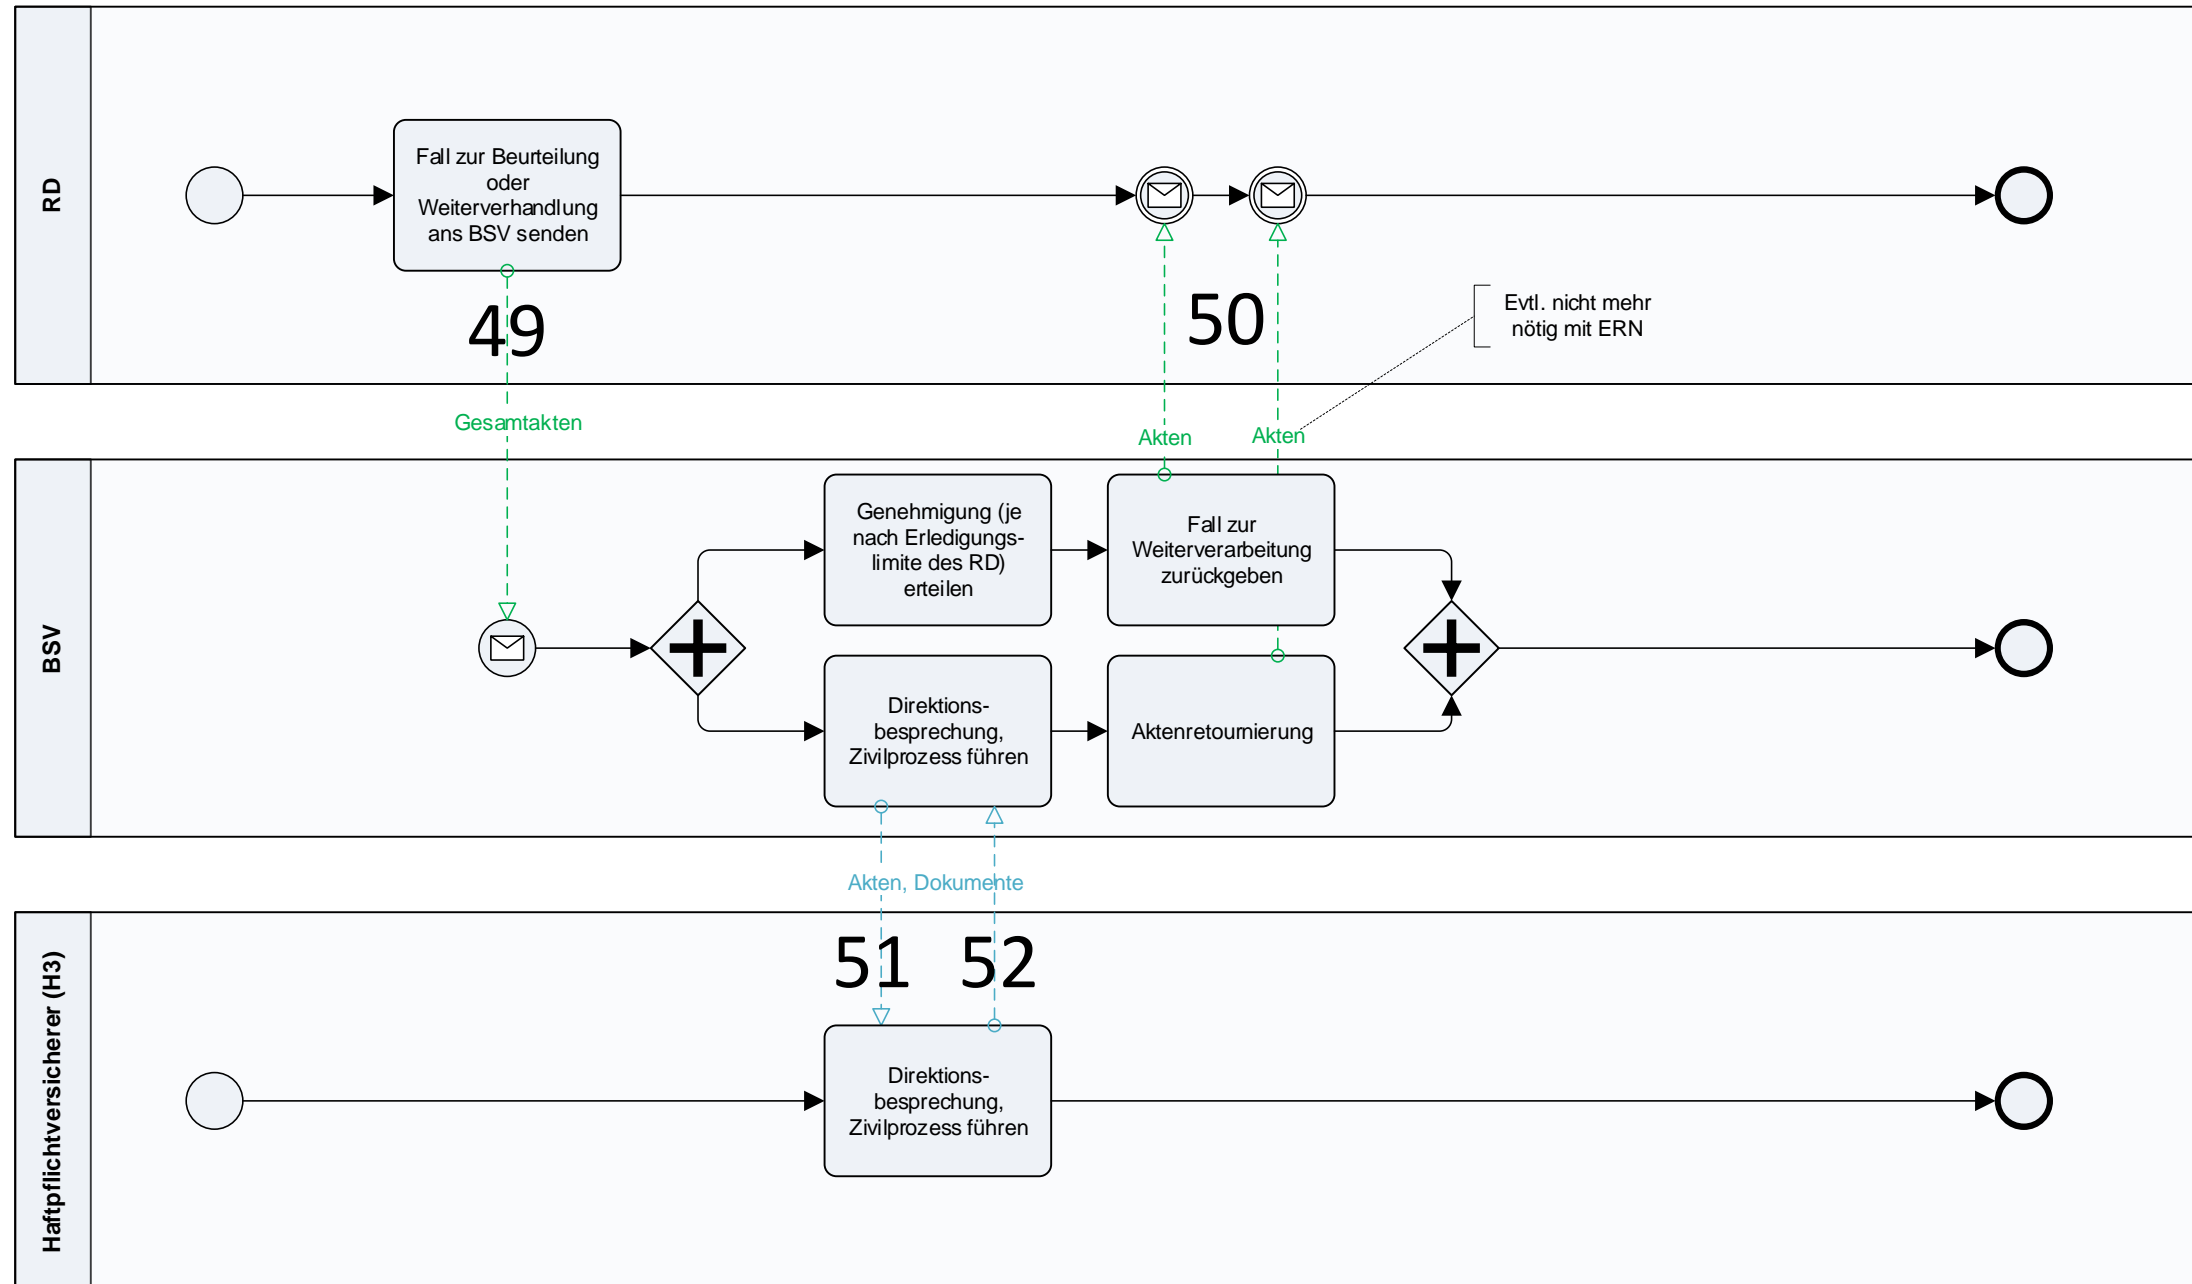 RD
Fall zur Beurteilung
oder
Weiterverhandlung
ans BSV senden
49
50
Evtl. nicht mehr
nötig mit ERN
Gesamtakten
Akten
Akten
BSV
Genehmigung (je
nach Erledigungs-
limite des RD)
erteilen
Fall zur
Weiterverarbeitung
zurückgeben
Direktions-
besprechung,
Zivilprozess führen
Aktenretournierung
Akten, Dokumente
Haftpflichtversicherer (H3)
51
52
Direktions-
besprechung,
Zivilprozess führen